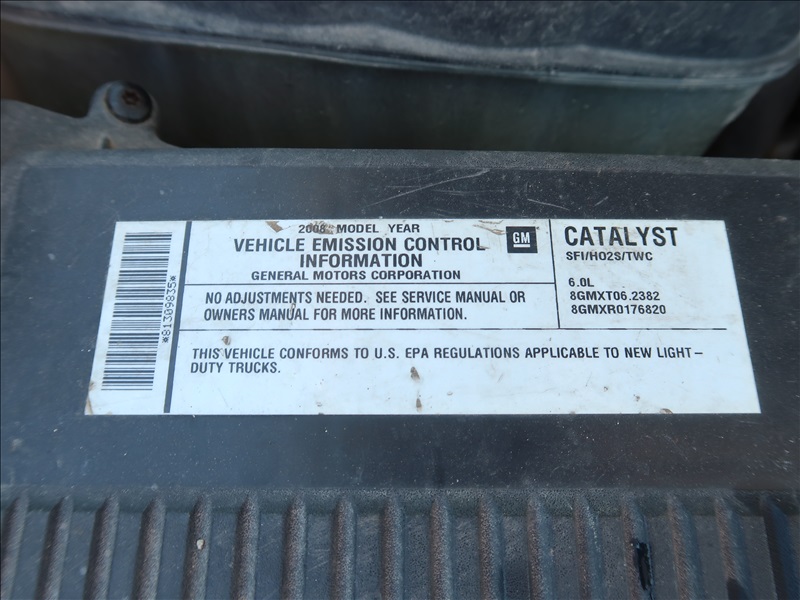 2008 MODEL YEAR
VEHICLE EMISSION CONTROL
INFORMATION
GENERAL MOTORS CORPORATION
GM
NO ADJUSTMENTS NEEDED. SEE SERVICE MANUAL OR
OWNERS MANUAL FOR MORE INFORMATION.
CATALYST
SFI/HO2S/TWC
6.0L
8GMXT06.2382
8GMXR0176820
THIS VEHICLE CONFORMS TO U.S. EPA REGULATIONS APPLICABLE TO NEW LIGHT-
DUTY TRUCKS.
*81309835*